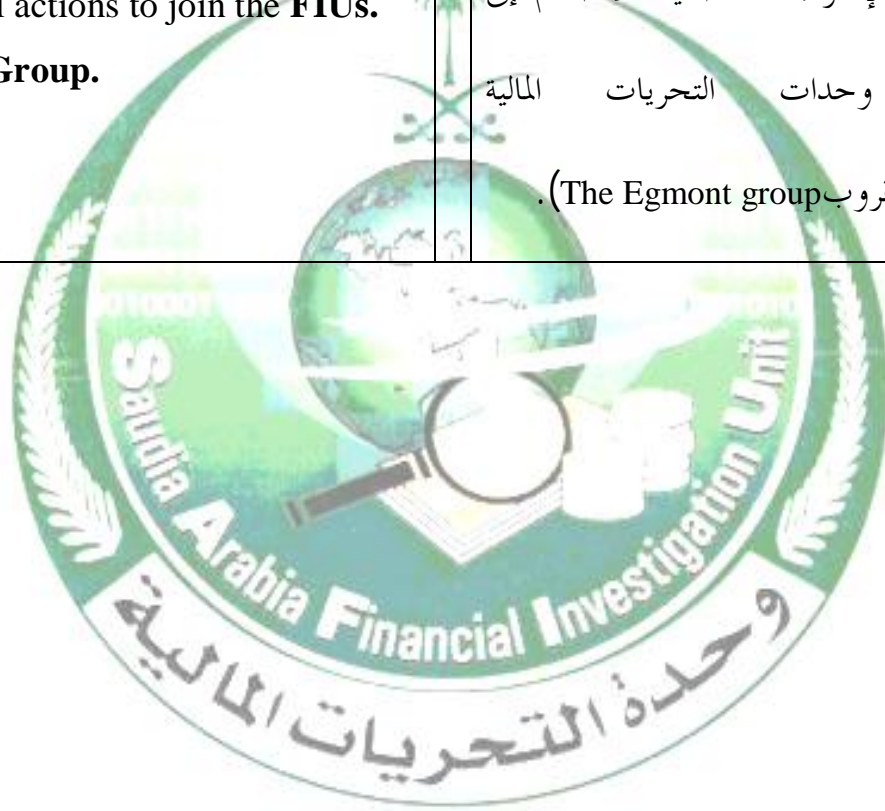 actions to join the FIUs.
Group.
وحدات التحريات المالية
The Egmont group).
Saudia Arabia Financial Investigation Unit
وحدة التحريات المالية